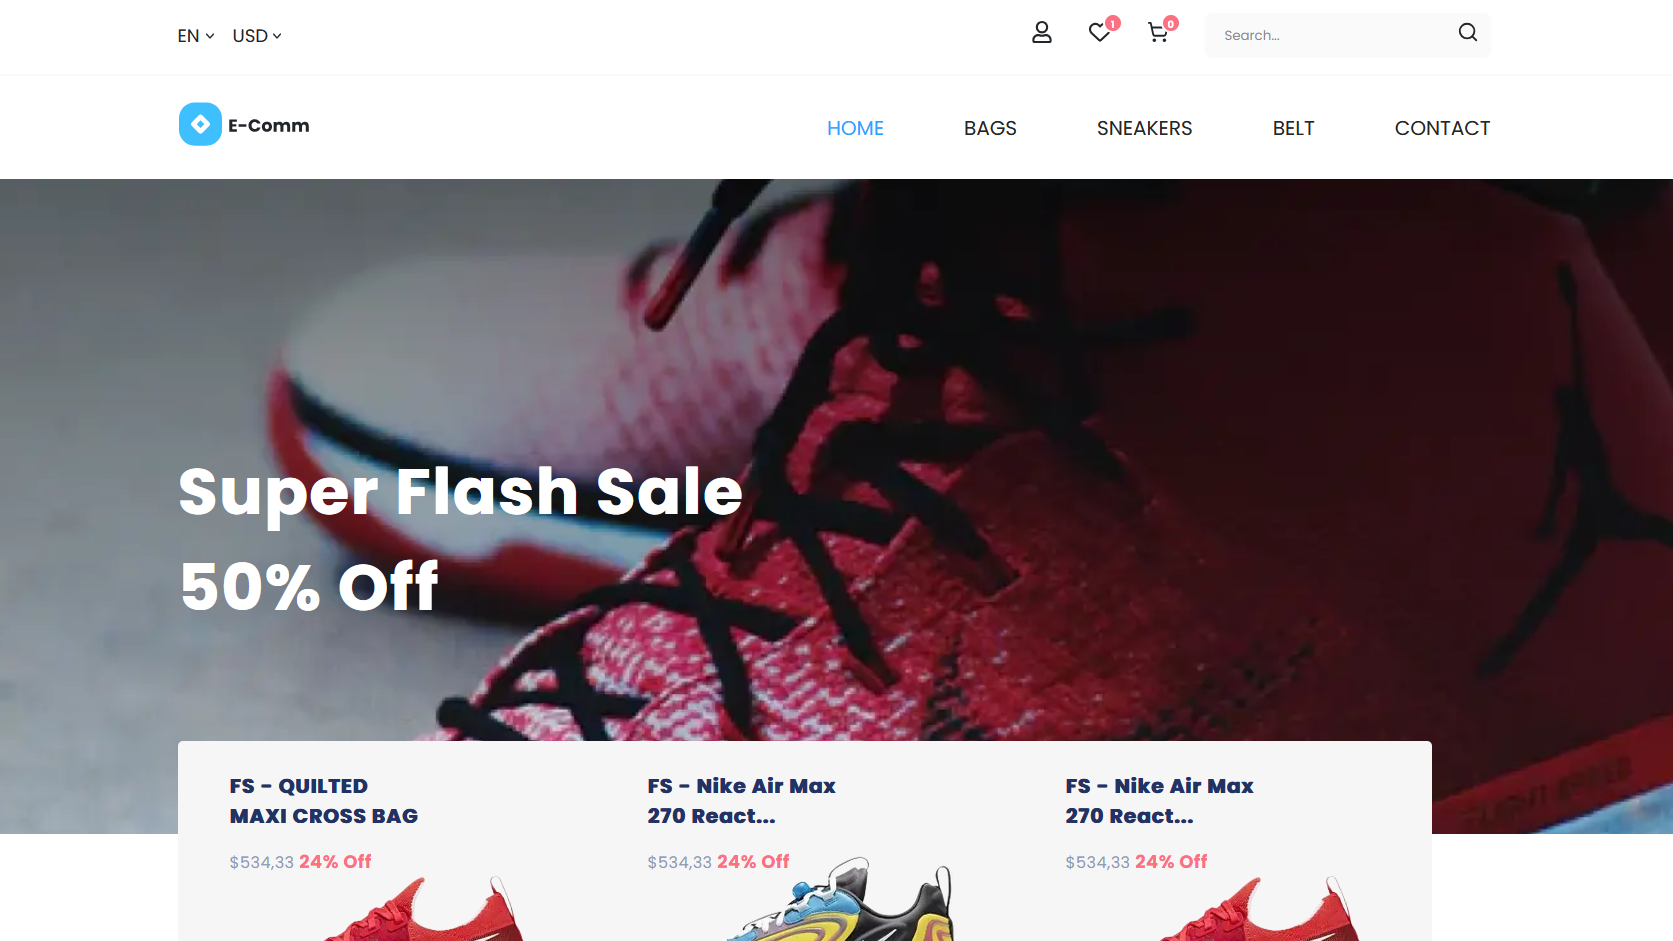 EN
USD
1
0
Search...
E-Comm
HOME
BAGS
SNEAKERS
BELT
CONTACT
Super Flash Sale
50% Off
FS - QUILTED
MAXI CROSS BAG
$534,33 24% Off
FS - Nike Air Max
270 React...
$534,33 24% Off
FS - Nike Air Max
270 React...
$534,33 24% Off